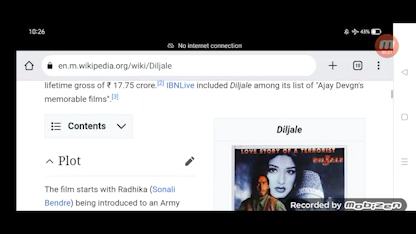 10:26
48%
No internet connection
en.m.wikipedia.org/wiki/Diljale
lifetime gross of ₹ 17.75 crore.[2] IBNLive included Diljale among its list of "Ajay Devgn's
memorable films".[3]
Contents
Diljale
Plot
LOVE STORY OF A TERRORIST
The film starts with Radhika (Sonali
Bendre) being introduced to an Army
Recorded by mobizen